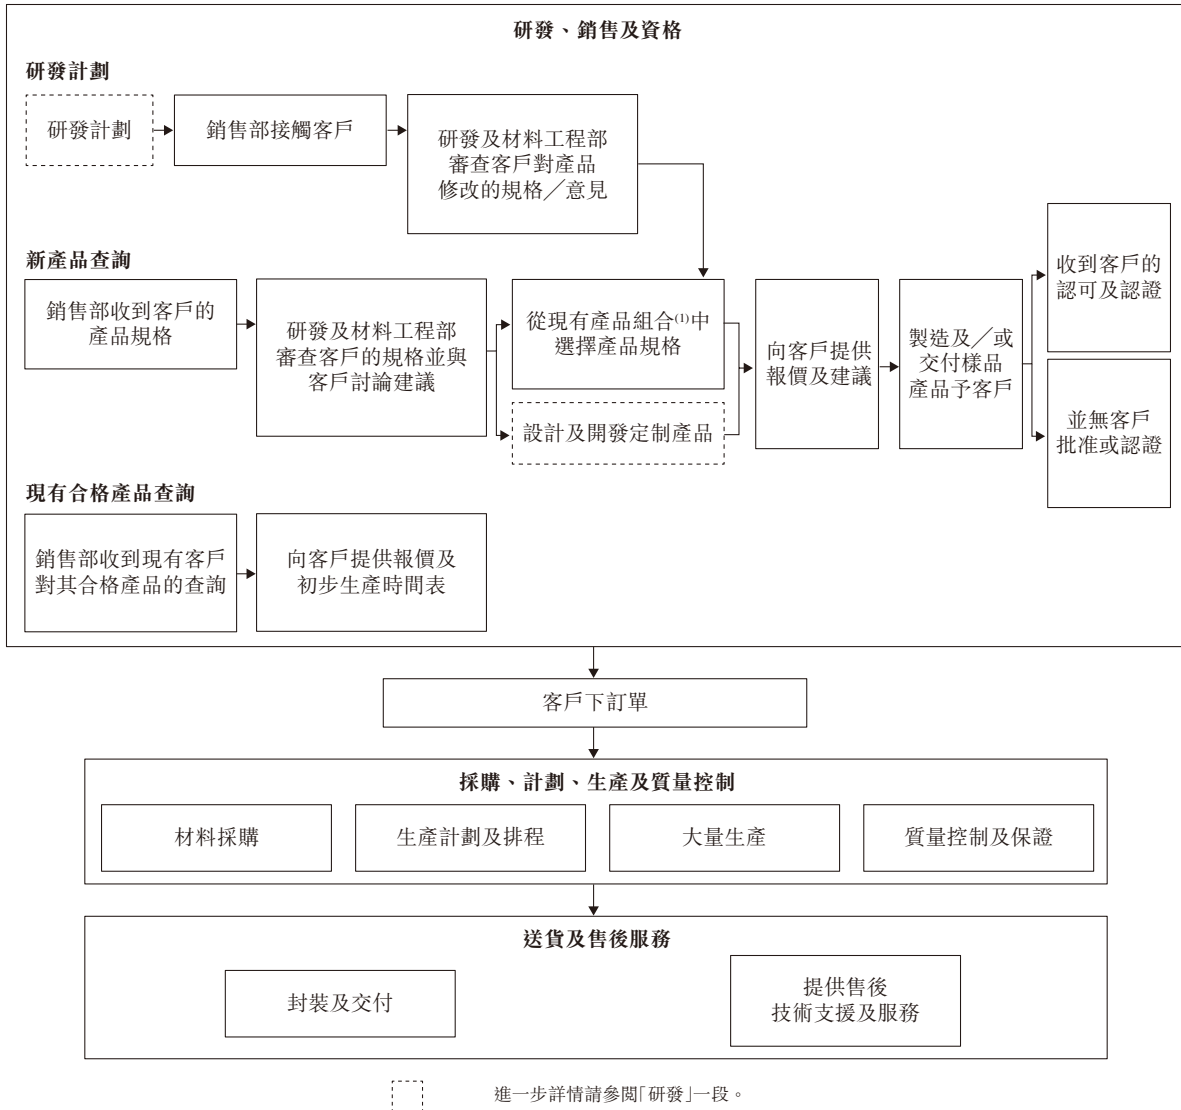 研發、銷售及資格
研發計劃
研發計劃
銷售部接觸客戶
研發及材料工程部
審查客戶對產品
修改的規格╱意見
新產品查詢
銷售部收到客戶的
產品規格
研發及材料工程部
審查客戶的規格並與
客戶討論建議
從現有產品組合⁽¹⁾中
選擇產品規格
設計及開發定制產品
向客戶提供
報價及建議
製造及╱或
交付樣品
產品予客戶
收到客戶的
認可及認證
並無客戶
批准或認證
現有合格產品查詢
銷售部收到現有客戶
對其合格產品的查詢
向客戶提供報價及
初步生產時間表
客戶下訂單
採購、計劃、生產及質量控制
材料採購
生產計劃及排程
大量生產
質量控制及保證
送貨及售後服務
封裝及交付
提供售後
技術支援及服務
進一步詳情請參閱「研發」一段。